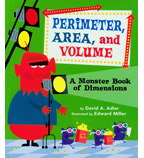 PERIMETER,
AREA, and
VOLUME
A Monster Book
of Dimensions
by David A. Adler
illustrated by Edward Miller